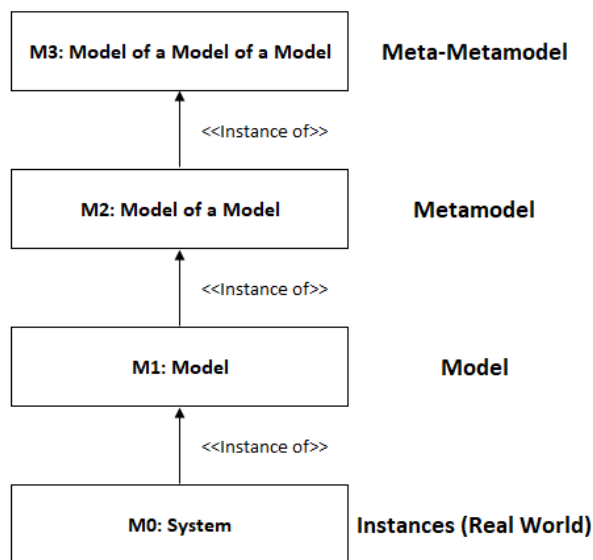 M3: Model of a Model of a Model
Meta-Metamodel
<<Instance of>>
M2: Model of a Model
Metamodel
<<Instance of>>
M1: Model
Model
<<Instance of>>
M0: System
Instances (Real World)